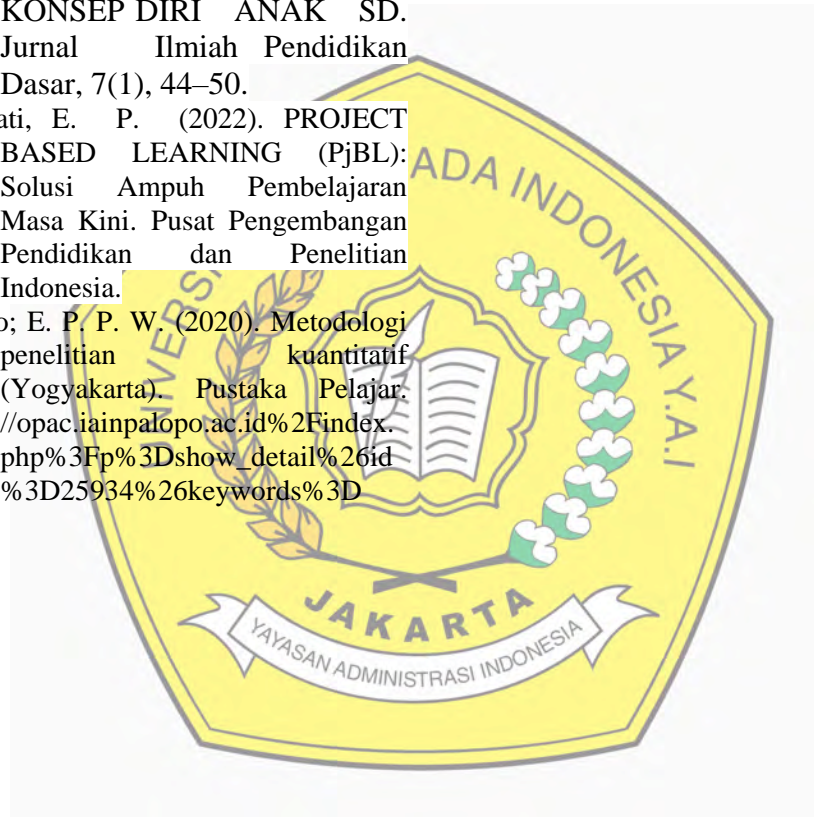 KONSEP DIRI ANAK SD.
Jurnal Ilmiah Pendidikan
Dasar, 7(1), 44–50.
ati, E. P. (2022). PROJECT
BASED LEARNING (PjBL):
Solusi Ampuh Pembelajaran
Masa Kini. Pusat Pengembangan
Pendidikan dan Penelitian
Indonesia.
o; E. P. P. W. (2020). Metodologi
penelitian kuantitatif
(Yogyakarta). Pustaka Pelajar.
//opac.iainpalopo.ac.id%2Findex.
php%3Fp%3Dshow_detail%26id
%3D25934%26keywords%3D
UNIVERSI ADA INDONESIA Y.A.I
JAKARTA
YAYASAN ADMINISTRASI INDONESIA